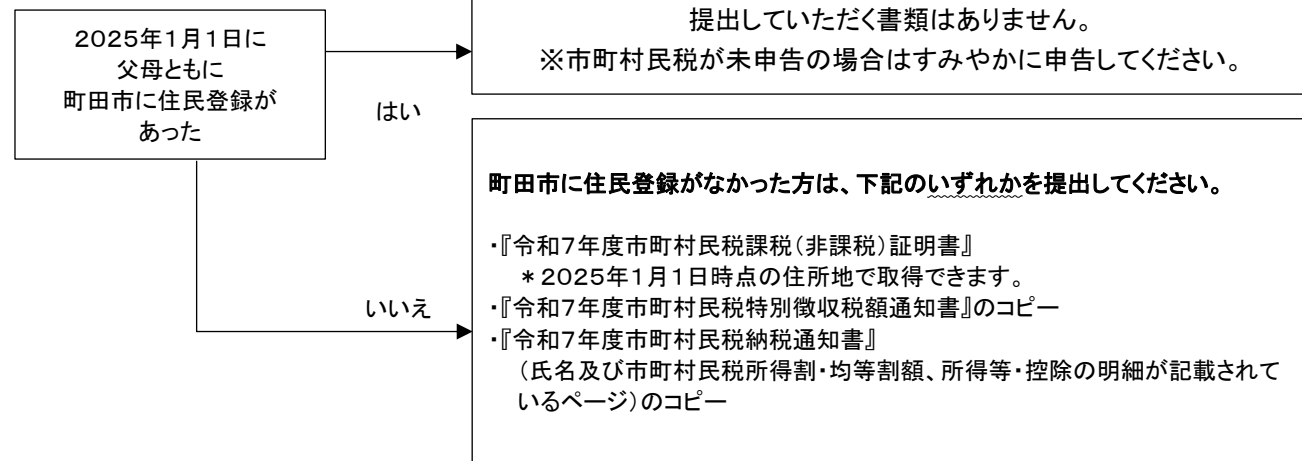 2025年1月1日に
父母ともに
町田市に住民登録が
あった
はい
提出していただく書類はありません。
※市町村民税が未申告の場合はすみやかに申告してください。
いいえ
町田市に住民登録がなかった方は、下記のいずれかを提出してください。
・『令和7年度市町村民税課税(非課税)証明書』
＊2025年1月1日時点の住所地で取得できます。
・『令和7年度市町村民税特別徴収税額通知書』のコピー
・『令和7年度市町村民税納税通知書』
(氏名及び市町村民税所得割・均等割額、所得等・控除の明細が記載されて
いるページ)のコピー